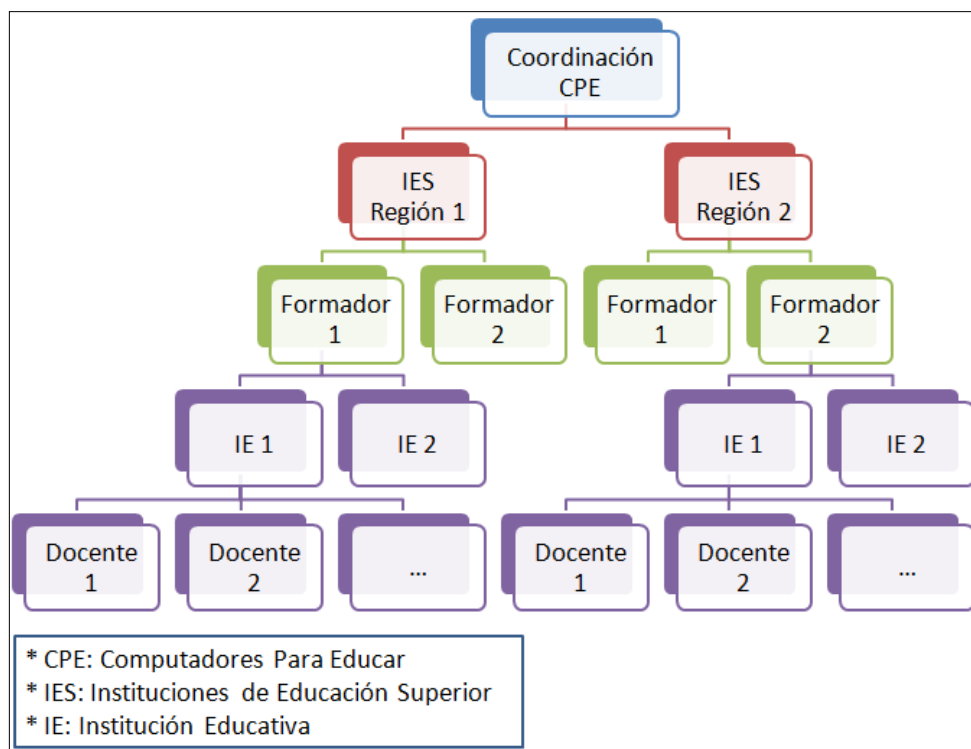 Coordinación
CPE
IES
Región 1
IES
Región 2
Formador
1
Formador
2
Formador
1
Formador
2
IE 1
IE 2
IE 1
IE 2
Docente
1
Docente
2
...
Docente
1
Docente
2
...
* CPE: Computadores Para Educar
* IES: Instituciones de Educación Superior
* IE: Institución Educativa